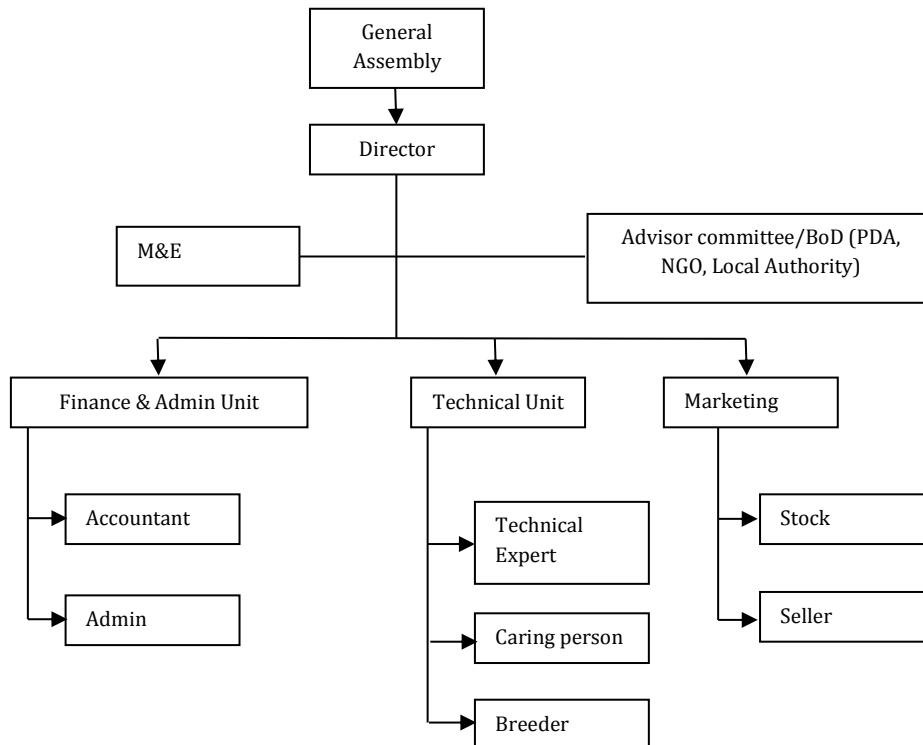 General
Assembly
Director
M&E
Advisor committee/BoD (PDA,
NGO, Local Authority)
Finance & Admin Unit
Technical Unit
Marketing
Accountant
Admin
Technical
Expert
Caring person
Breeder
Stock
Seller